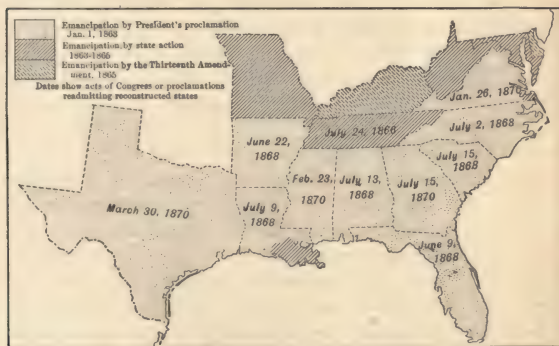 Emancipation by President's proclamation
Jan. 1, 1863
Emancipation by state action
1863-1865
Emancipation by the Thirteenth Amend-
ment, 1865
Dates show acts of Congress or proclamations
readmitting reconstructed states
Jan. 26, 1870
July 24, 1866
July 2, 1868
June 22,
1868
July 15,
1868
Feb. 23,
1870
July 13,
1868
July 15,
1870
March 30, 1870
July 9,
1868
June 9,
1868